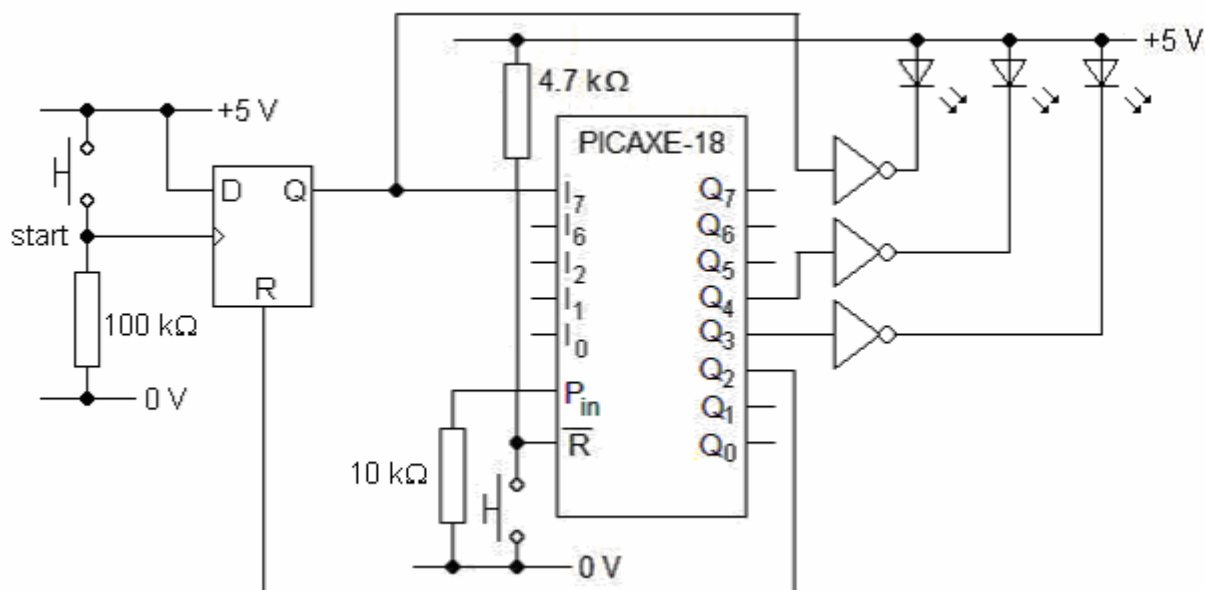 +5 V
4.7 kΩ
+5 V
PICAXE-18
D Q
start
R
100 kΩ
0 V
I₇
I₆
I₂
I₁
I₀
P_in
R̅
Q₇
Q₆
Q₅
Q₄
Q₃
Q₂
Q₁
Q₀
10 kΩ
0 V